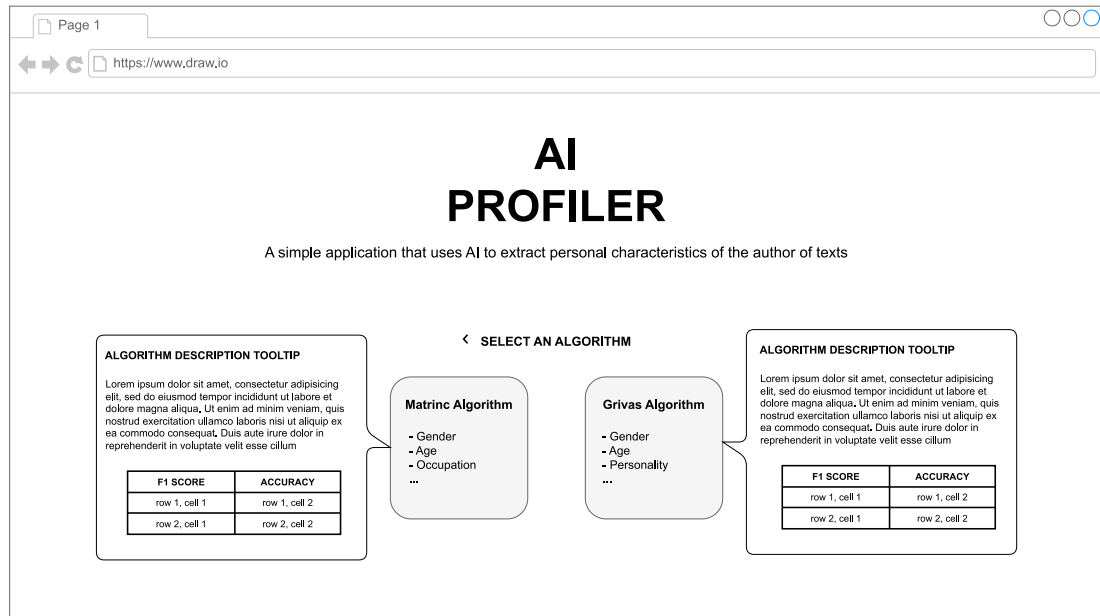 Page 1
https://www.draw.io
AI
PROFILER
A simple application that uses AI to extract personal characteristics of the author of texts
< SELECT AN ALGORITHM
ALGORITHM DESCRIPTION TOOLTIP
Lorem ipsum dolor sit amet, consectetur adipisicing
elit, sed do eiusmod tempor incididunt ut labore et
dolore magna aliqua. Ut enim ad minim veniam, quis
nostrud exercitation ullamco laboris nisi ut aliquip ex
ea commodo consequat. Duis aute irure dolor in
reprehenderit in voluptate velit esse cillum
F1 SCORE ACCURACY
row 1, cell 1 row 1, cell 2
row 2, cell 1 row 2, cell 2
Matrinc Algorithm
- Gender
- Age
- Occupation
...
Grivas Algorithm
- Gender
- Age
- Personality
...
ALGORITHM DESCRIPTION TOOLTIP
Lorem ipsum dolor sit amet, consectetur adipisicing
elit, sed do eiusmod tempor incididunt ut labore et
dolore magna aliqua. Ut enim ad minim veniam, quis
nostrud exercitation ullamco laboris nisi ut aliquip ex
ea commodo consequat. Duis aute irure dolor in
reprehenderit in voluptate velit esse cillum
F1 SCORE ACCURACY
row 1, cell 1 row 1, cell 2
row 2, cell 1 row 2, cell 2